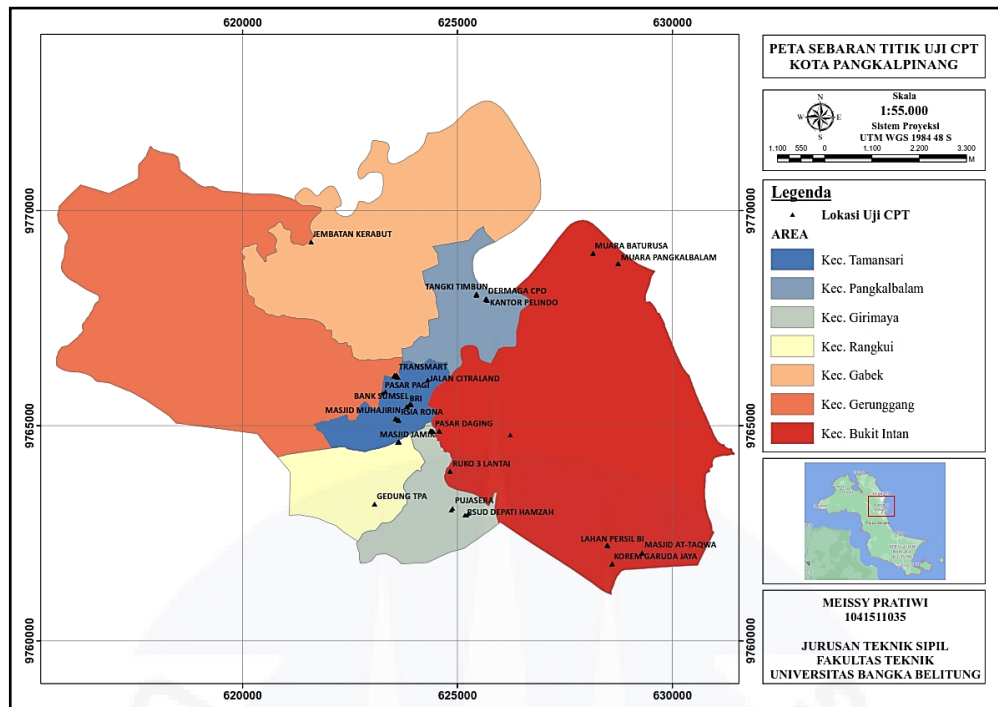 620000
625000
630000
9770000
9765000
9760000
9770000
9765000
9760000
620000
625000
630000
JEMBATAN KERABUT
MUARA BATURUSA
MUARA PANGKALBALAM
TANGKI TIMBUN
DERMAGA CPO
KANTOR PELINDO
TRANSMART
JALAN CITRALAND
PASAR PAGI
BANK SUMSEL
BRI
MASJID MUHAJIRIN
RSIA RONA
PASAR DAGING
MASJID JAMIK
RUKO 3 LANTAI
GEDUNG TPA
PUJASERA
RSUD DEPATI HAMZAH
LAHAN PERSIL BI
MASJID AT-TAQWA
KOREM GARUDA JAYA
PETA SEBARAN TITIK UJI CPT
KOTA PANGKALPINANG
N
W
E
S
Skala
1:55.000
Sistem Proyeksi
UTM WGS 1984 48 S
1.100 550 0 1.100 2.200 3.300
M
Legenda
Lokasi Uji CPT
AREA
Kec. Tamansari
Kec. Pangkalbalam
Kec. Girimaya
Kec. Rangkui
Kec. Gabek
Kec. Gerunggang
Kec. Bukit Intan
MEISSY PRATIWI
1041511035
JURUSAN TEKNIK SIPIL
FAKULTAS TEKNIK
UNIVERSITAS BANGKA BELITUNG